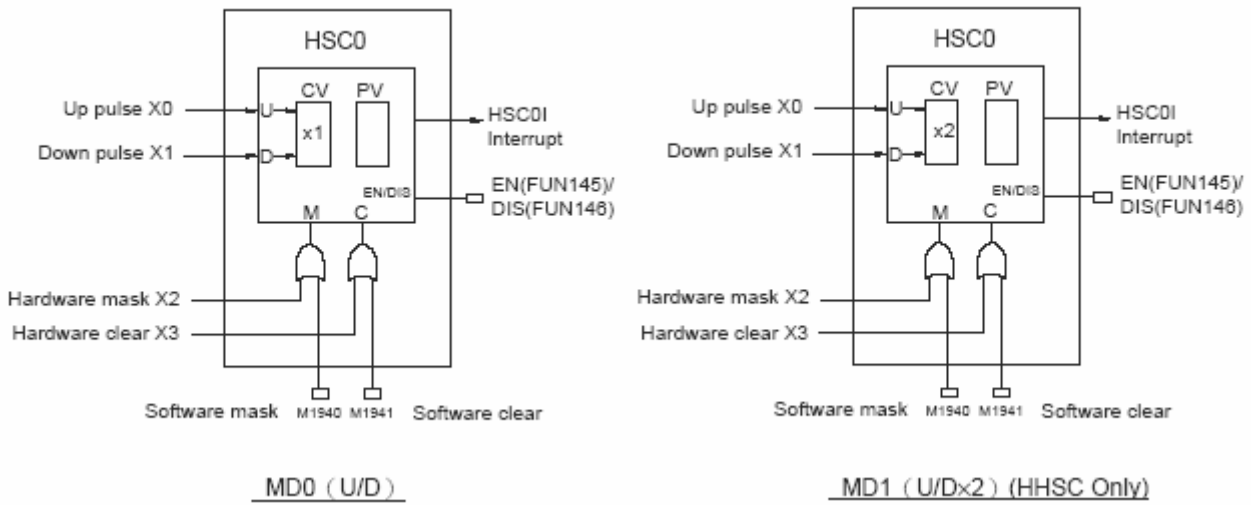 HSC0
CV PV
Up pulse X0
U
x1
HSC0I
Interrupt
Down pulse X1
D
EN/DIS
EN(FUN145)/
DIS(FUN146)
M C
Hardware mask X2
Hardware clear X3
Software mask M1940 M1941 Software clear
MD0 ( U/D )
HSC0
CV PV
Up pulse X0
U
x2
HSC0I
Interrupt
Down pulse X1
D
EN/DIS
EN(FUN145)/
DIS(FUN146)
M C
Hardware mask X2
Hardware clear X3
Software mask M1940 M1941 Software clear
MD1 ( U/D×2 ) (HHSC Only)